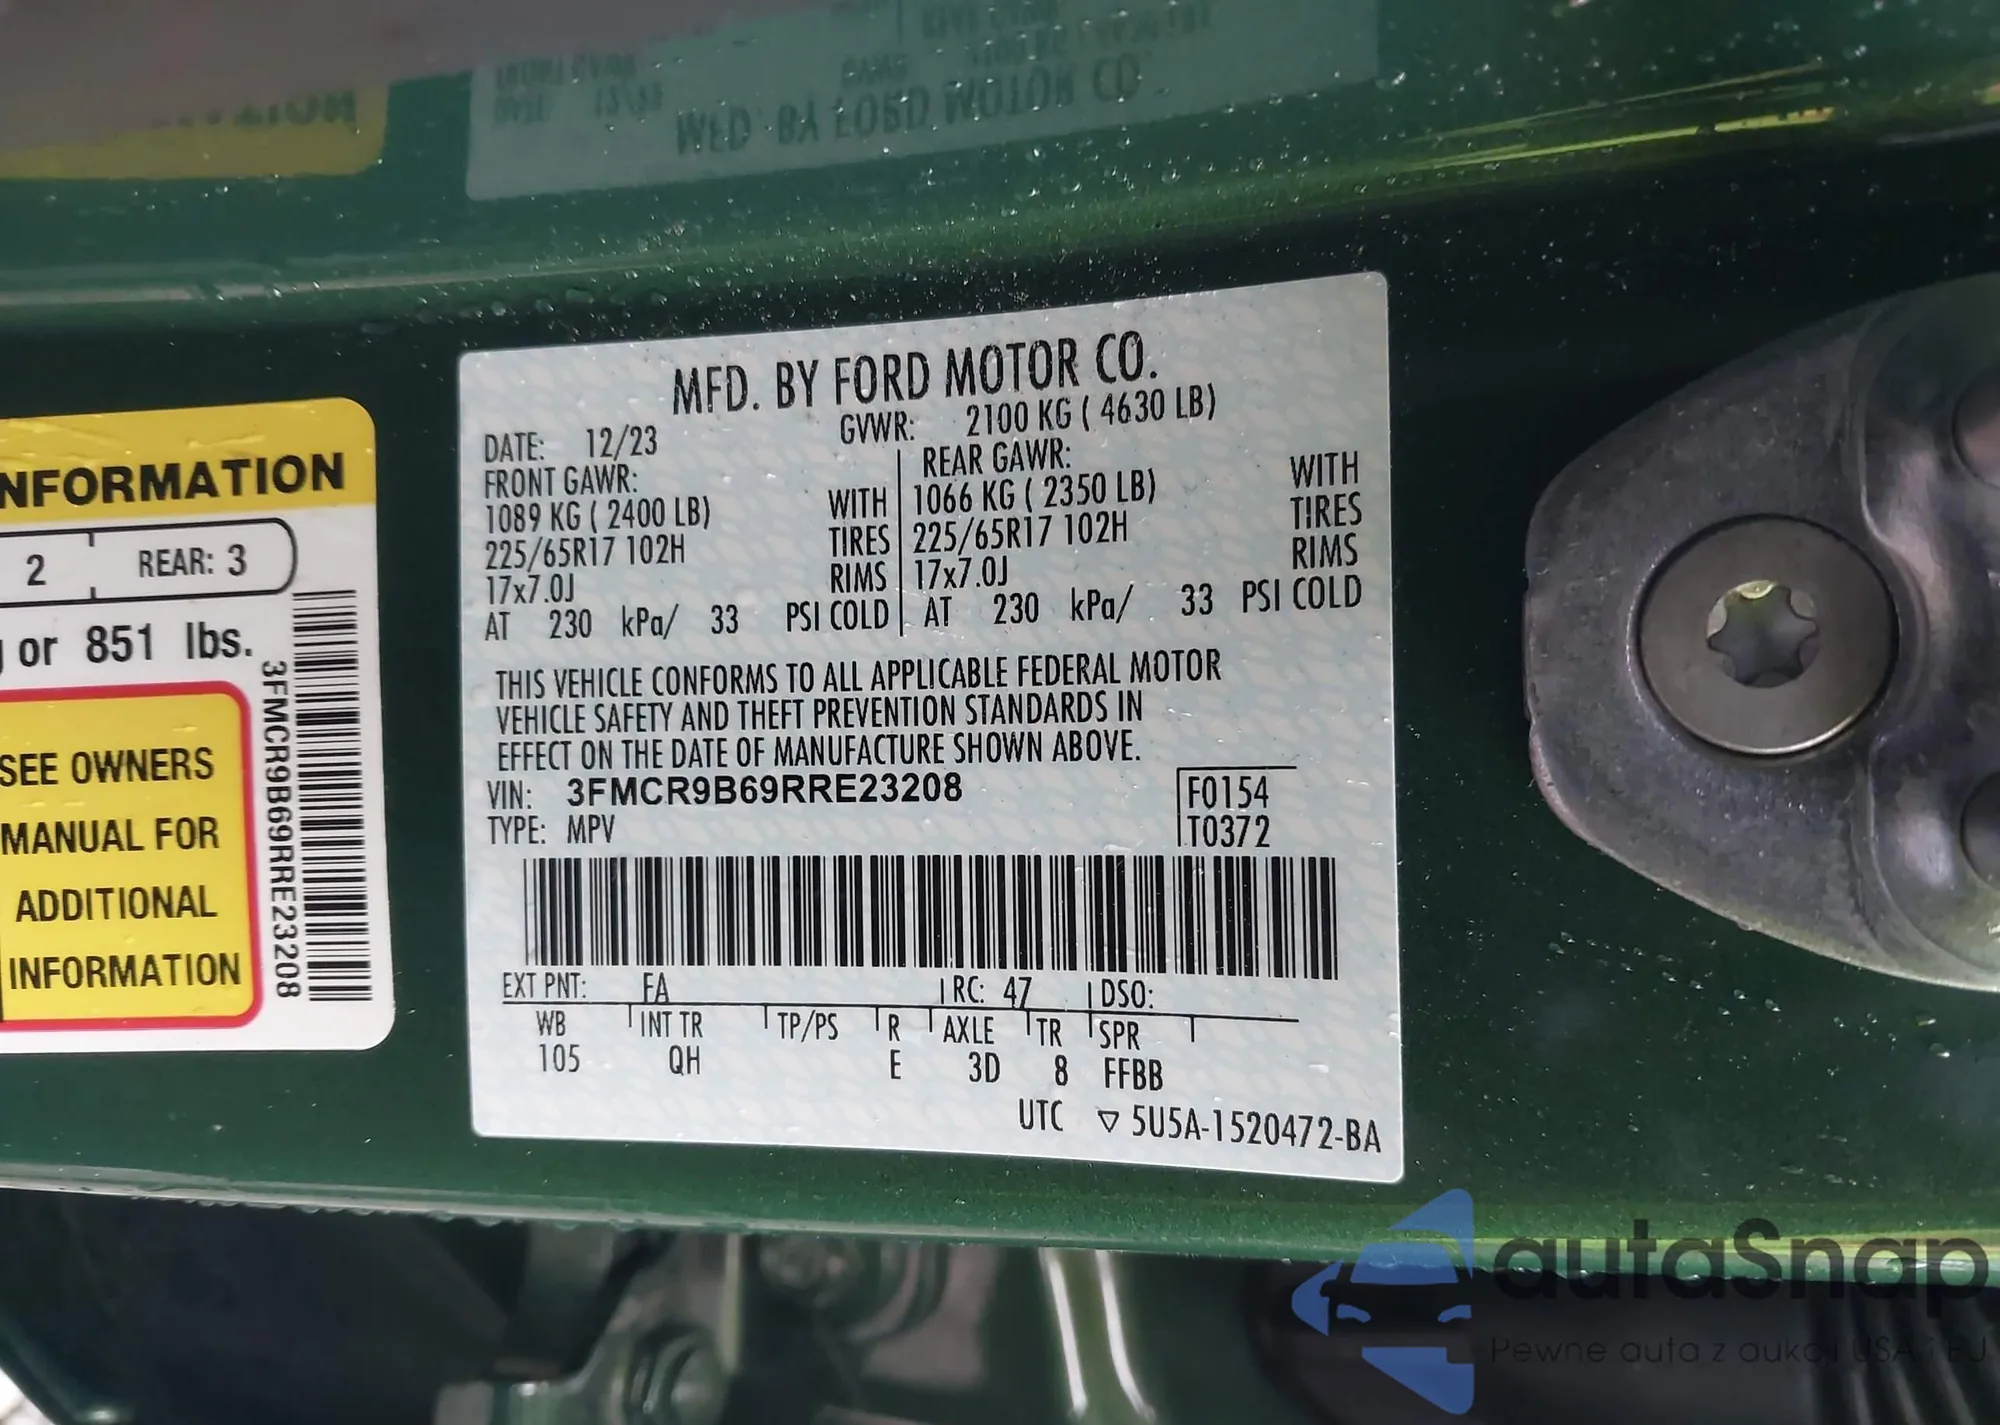 MFD. BY FORD MOTOR CO.
DATE: 12/23 GVWR: 2100 KG ( 4630 LB)
FRONT GAWR: REAR GAWR:
1089 KG ( 2400 LB) WITH 1066 KG ( 2350 LB) WITH
225/65R17 102H TIRES 225/65R17 102H TIRES
17x7.0J RIMS 17x7.0J RIMS
AT 230 kPa/ 33 PSI COLD AT 230 kPa/ 33 PSI COLD
THIS VEHICLE CONFORMS TO ALL APPLICABLE FEDERAL MOTOR
VEHICLE SAFETY AND THEFT PREVENTION STANDARDS IN
EFFECT ON THE DATE OF MANUFACTURE SHOWN ABOVE.
VIN: 3FMCR9B69RRE23208 F0154
TYPE: MPV T0372
EXT PNT: FA RC: 47 DSO:
WB INT TR TP/PS R AXLE TR SPR
105 QH E 3D 8 FFBB
UTC ▽ 5U5A-1520472-BA
NFORMATION
2 REAR: 3
or 851 lbs.
SEE OWNERS
MANUAL FOR
ADDITIONAL
INFORMATION
3FMCR9B69RRE23208
autaSnap
Pewne auta z aukcji USA i EU